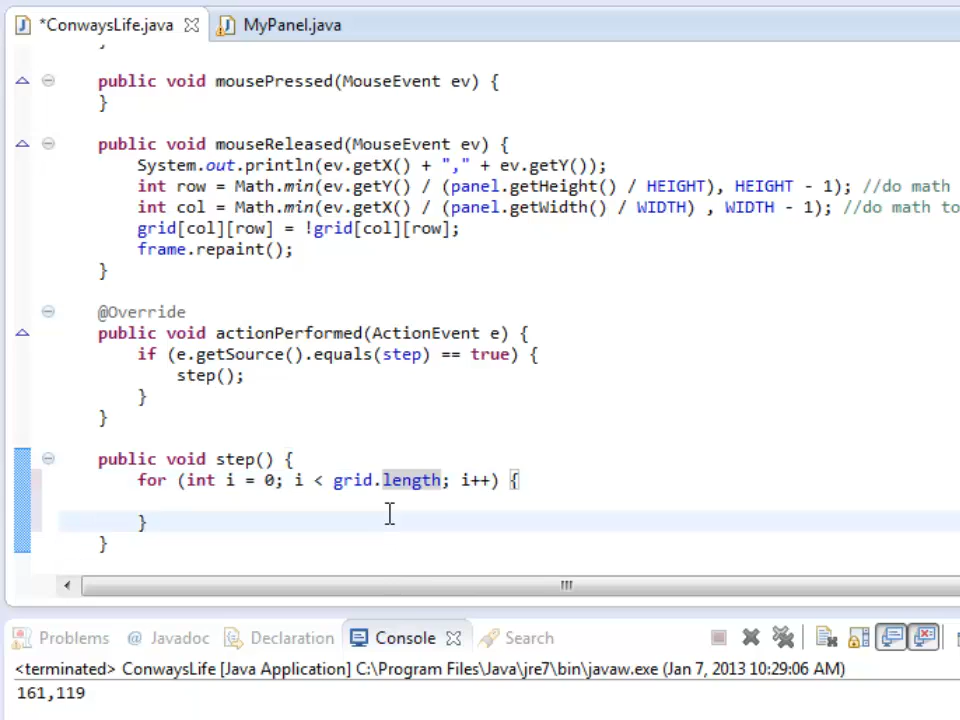 *ConwaysLife.java MyPanel.java
}
public void mousePressed(MouseEvent ev) {
}
public void mouseReleased(MouseEvent ev) {
System.out.println(ev.getX() + "," + ev.getY());
int row = Math.min(ev.getY() / (panel.getHeight() / HEIGHT), HEIGHT - 1); //do math
int col = Math.min(ev.getX() / (panel.getWidth() / WIDTH) , WIDTH - 1); //do math to
grid[col][row] = !grid[col][row];
frame.repaint();
}
@Override
public void actionPerformed(ActionEvent e) {
if (e.getSource().equals(step) == true) {
step();
}
}
public void step() {
for (int i = 0; i < grid.length; i++) {
}
}
Problems @ Javadoc Declaration Console Search
<terminated> ConwaysLife [Java Application] C:\Program Files\Java\jre7\bin\javaw.exe (Jan 7, 2013 10:29:06 AM)
161,119